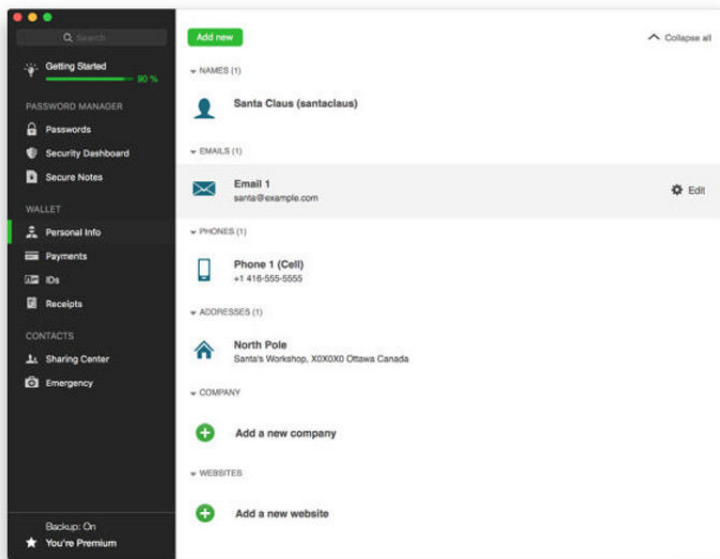 Search
Getting Started
90 %
PASSWORD MANAGER
Passwords
Security Dashboard
Secure Notes
WALLET
Personal Info
Payments
IDs
Receipts
CONTACTS
Sharing Center
Emergency
Backup: On
You're Premium
Add new
Collapse all
NAMES (1)
Santa Claus (santaclaus)
EMAILS (1)
Email 1
santa@example.com
Edit
PHONES (1)
Phone 1 (Cell)
+1 416-555-5555
ADDRESSES (1)
North Pole
Santa's Workshop, X0X0X0 Ottawa Canada
COMPANY
Add a new company
WEBSITES
Add a new website